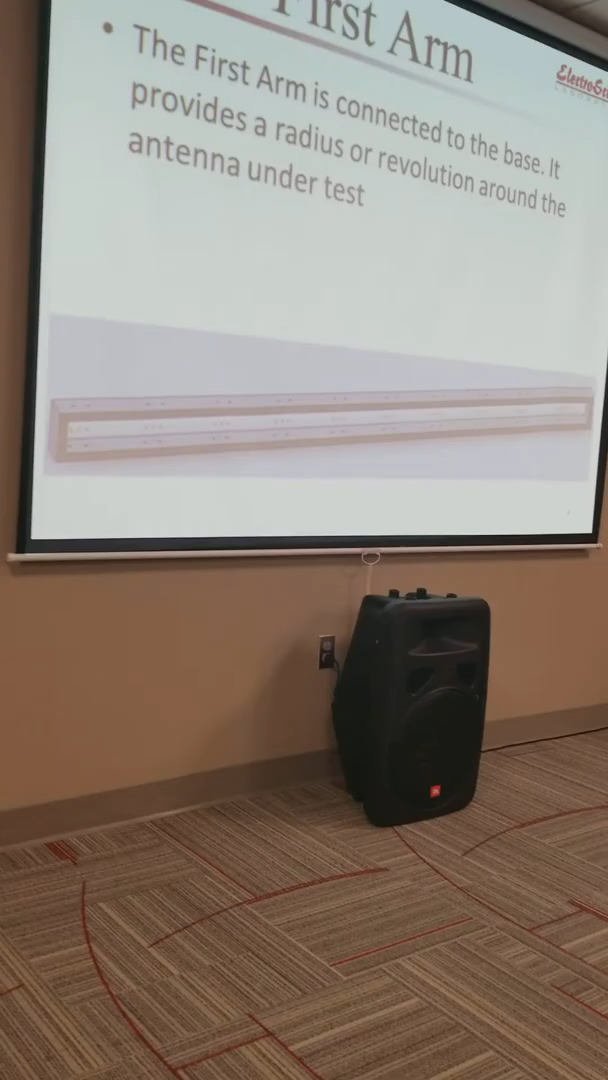 First Arm
• The First Arm is connected to the base. It
provides a radius or revolution around the
antenna under test
JBL